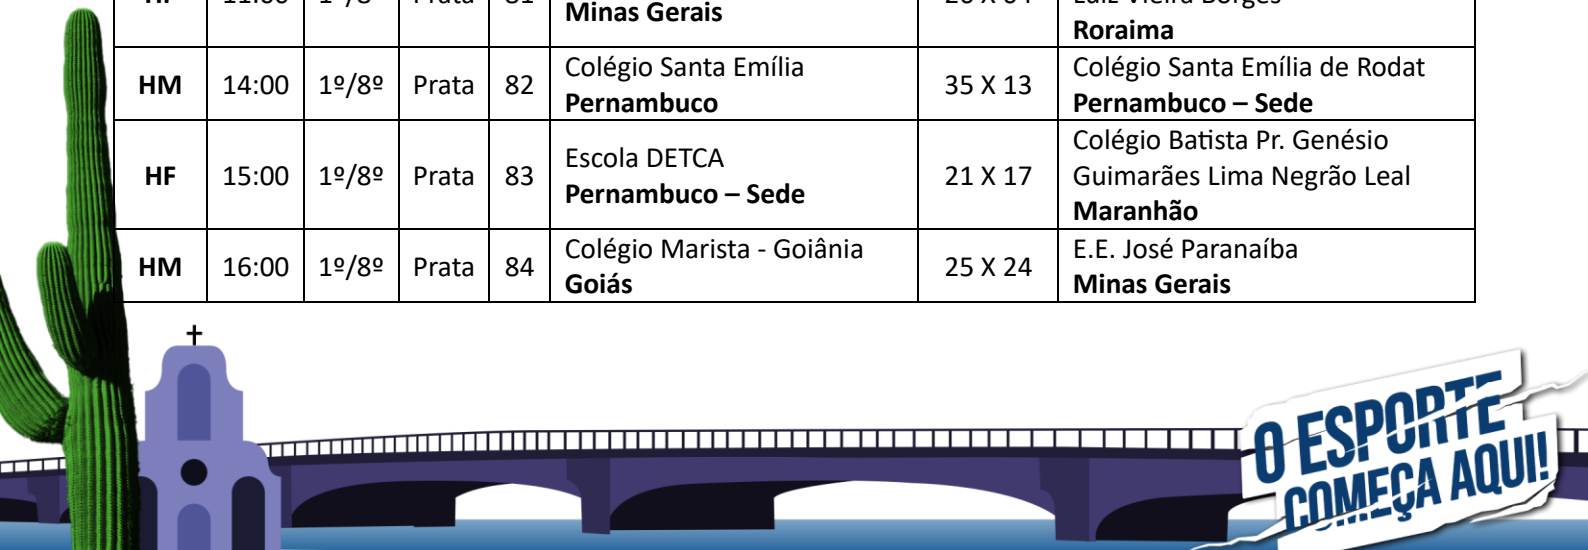 Minas Gerais
Roraima
HM 14:00 1º/8º Prata 82 Colégio Santa Emília Pernambuco 35 X 13 Colégio Santa Emília de Rodat Pernambuco – Sede
HF 15:00 1º/8º Prata 83 Escola DETCA Pernambuco – Sede 21 X 17 Colégio Batista Pr. Genésio Guimarães Lima Negrão Leal Maranhão
HM 16:00 1º/8º Prata 84 Colégio Marista - Goiânia Goiás 25 X 24 E.E. José Paranaíba Minas Gerais
O ESPORTE
COMEÇA AQUI!